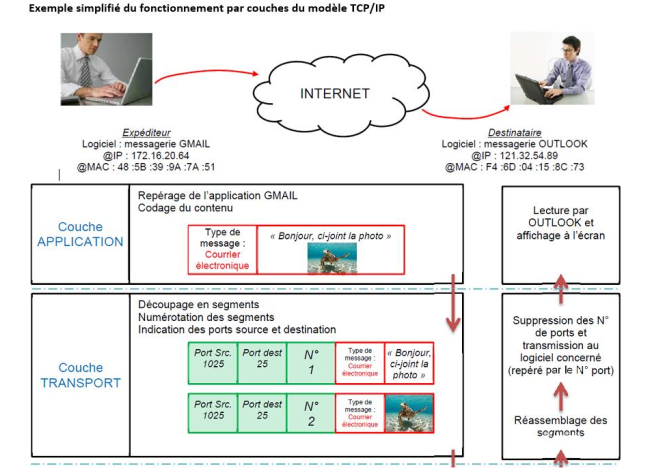 Exemple simplifié du fonctionnement par couches du modèle TCP/IP
INTERNET
Expéditeur
Logiciel : messagerie GMAIL
@IP : 172.16.20.64
@MAC : 48 :5B :39 :9A :7A :51
Destinataire
Logiciel : messagerie OUTLOOK
@IP : 121.32.54.89
@MAC : F4 :6D :04 :15 :8C :73
Couche
APPLICATION
Repérage de l'application GMAIL
Codage du contenu
Type de
message :
Courrier
électronique
« Bonjour, ci-joint la photo »
Lecture par
OUTLOOK et
affichage à l'écran
Couche
TRANSPORT
Découpage en segments
Numérotation des segments
Indication des ports source et destination
Port Src.
1025
Port dest
25
N°
1
Type de
message :
Courrier
électronique
« Bonjour,
ci-joint la
photo »
Port Src.
1025
Port dest
25
N°
2
Type de
message :
Courrier
électronique
Suppression des N°
de ports et
transmission au
logiciel concerné
(repéré par le N° port)
Réassemblage des
segments